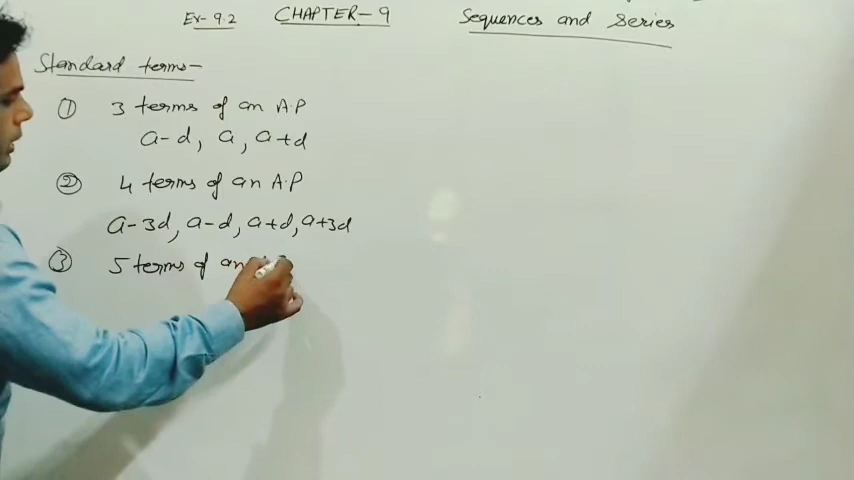 Ex-9.2 CHAPTER-9 Sequences and Series
Standard terms-
① 3 terms of an A.P
a-d, a, a+d
② 4 terms of an A.P
a-3d, a-d, a+d, a+3d
③ 5 terms of an